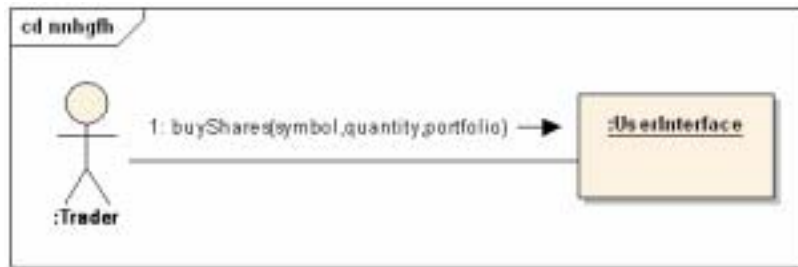 cd nnhgfh
1: buyShares(symbol,quantity,portfolio)
:UserInterface
:Trader